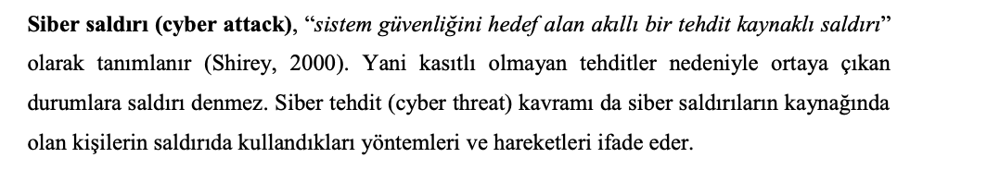 Siber saldırı (cyber attack), “sistem güvenliğini hedef alan akıllı bir tehdit kaynaklı saldırı”
olarak tanımlanır (Shirey, 2000). Yani kasıtlı olmayan tehditler nedeniyle ortaya çıkan
durumlara saldırı denmez. Siber tehdit (cyber threat) kavramı da siber saldırıların kaynağında
olan kişilerin saldırıda kullandıkları yöntemleri ve hareketleri ifade eder.